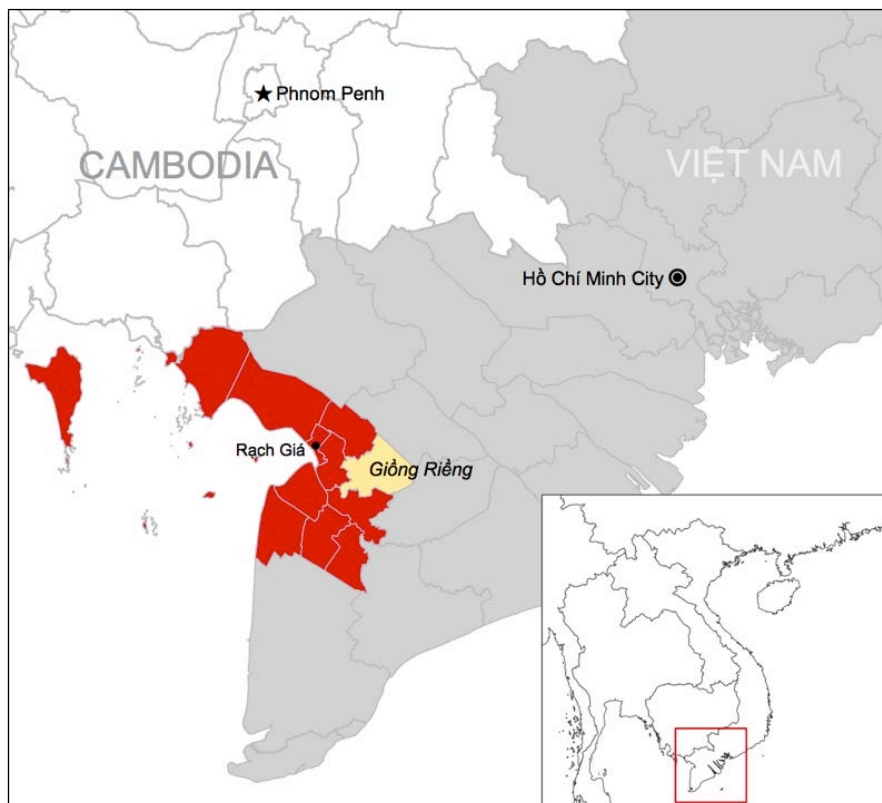 Phnom Penh
CAMBODIA
VIỆT NAM
Hồ Chí Minh City
Rạch Giá
Giồng Riềng